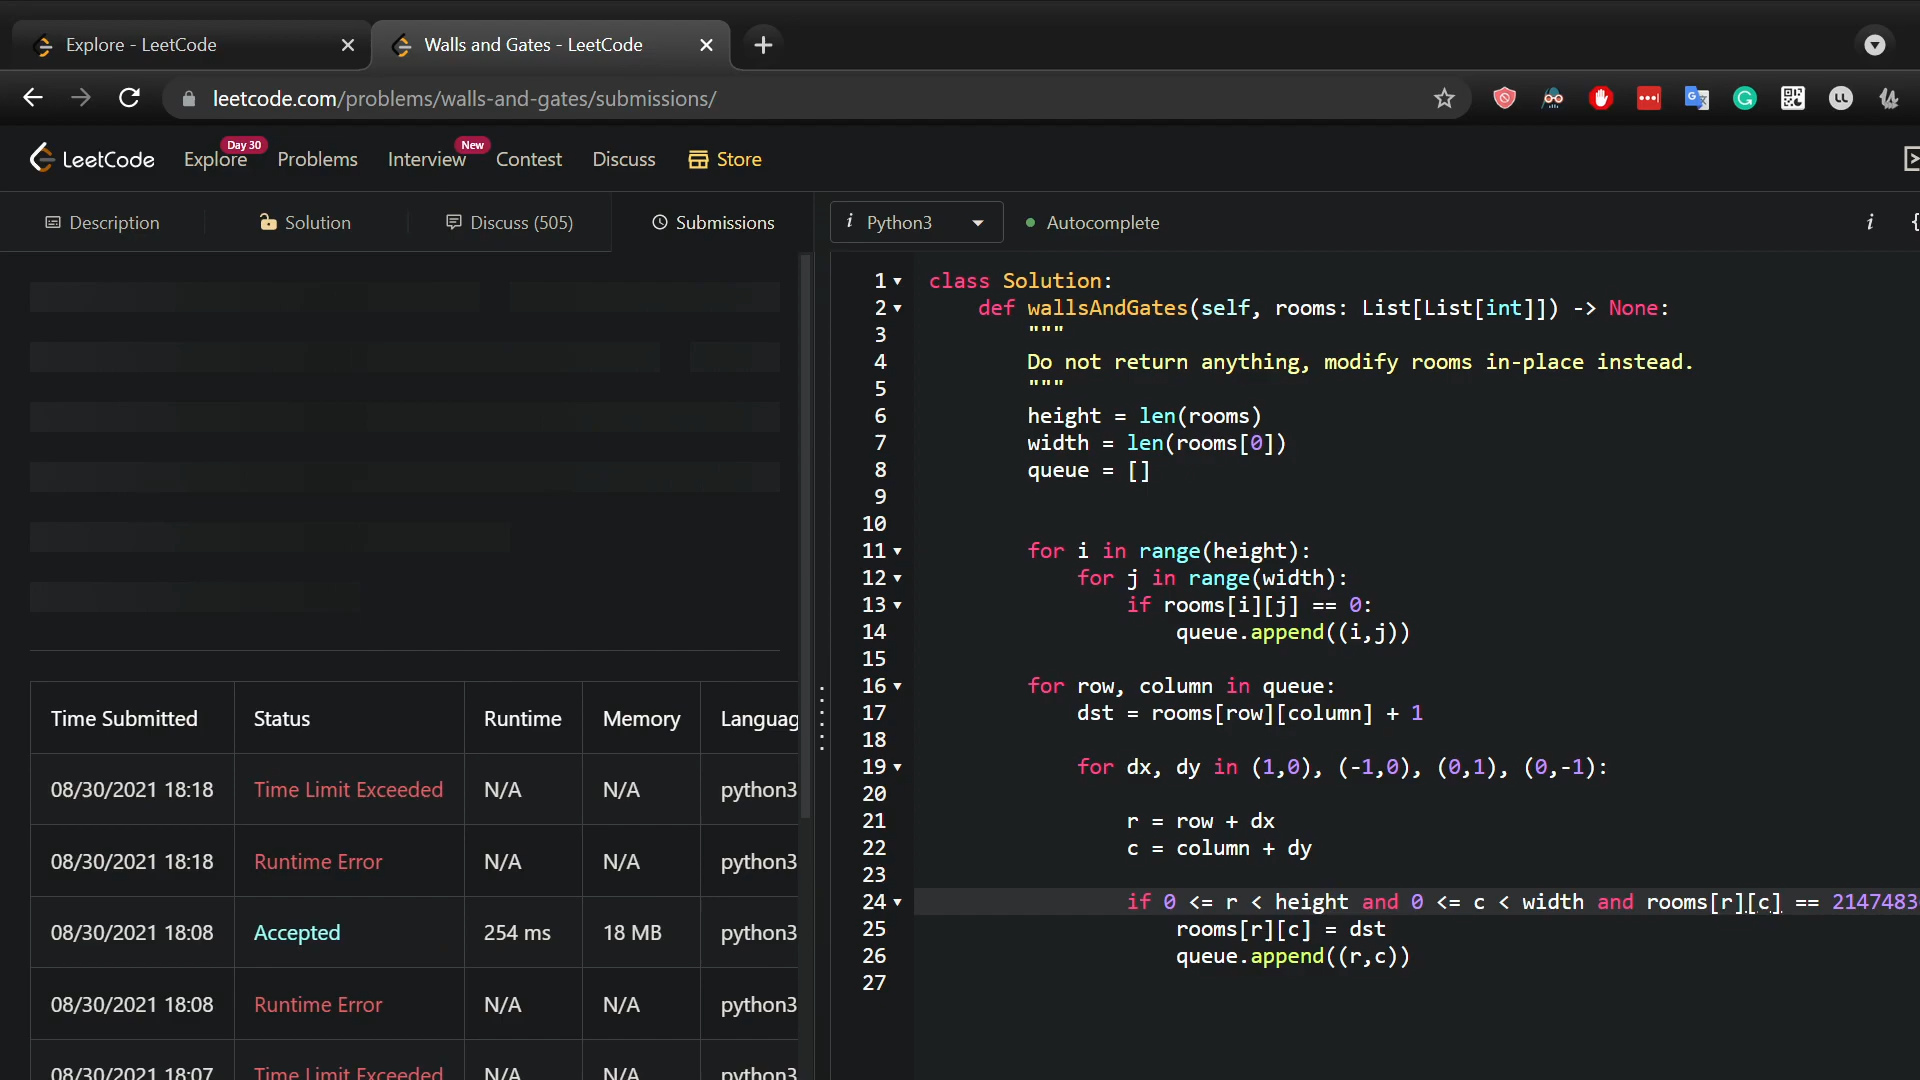 Explore - LeetCode
Walls and Gates - LeetCode
leetcode.com/problems/walls-and-gates/submissions/
LeetCode
Explore
Day 30
Problems
Interview
New
Contest
Discuss
Store
Description
Solution
Discuss (505)
Submissions
i Python3
Autocomplete
i {
Time Submitted Status Runtime Memory Languag
08/30/2021 18:18 Time Limit Exceeded N/A N/A python3
08/30/2021 18:18 Runtime Error N/A N/A python3
08/30/2021 18:08 Accepted 254 ms 18 MB python3
08/30/2021 18:08 Runtime Error N/A N/A python3
08/30/2021 18:07 Time Limit Exceeded N/A N/A python3
1 class Solution:
2 def wallsAndGates(self, rooms: List[List[int]]) -> None:
3 """
4 Do not return anything, modify rooms in-place instead.
5 """
6 height = len(rooms)
7 width = len(rooms[0])
8 queue = []
9
10
11 for i in range(height):
12 for j in range(width):
13 if rooms[i][j] == 0:
14 queue.append((i,j))
15
16 for row, column in queue:
17 dst = rooms[row][column] + 1
18
19 for dx, dy in (1,0), (-1,0), (0,1), (0,-1):
20
21 r = row + dx
22 c = column + dy
23
24 if 0 <= r < height and 0 <= c < width and rooms[r][c] == 2147483
25 rooms[r][c] = dst
26 queue.append((r,c))
27